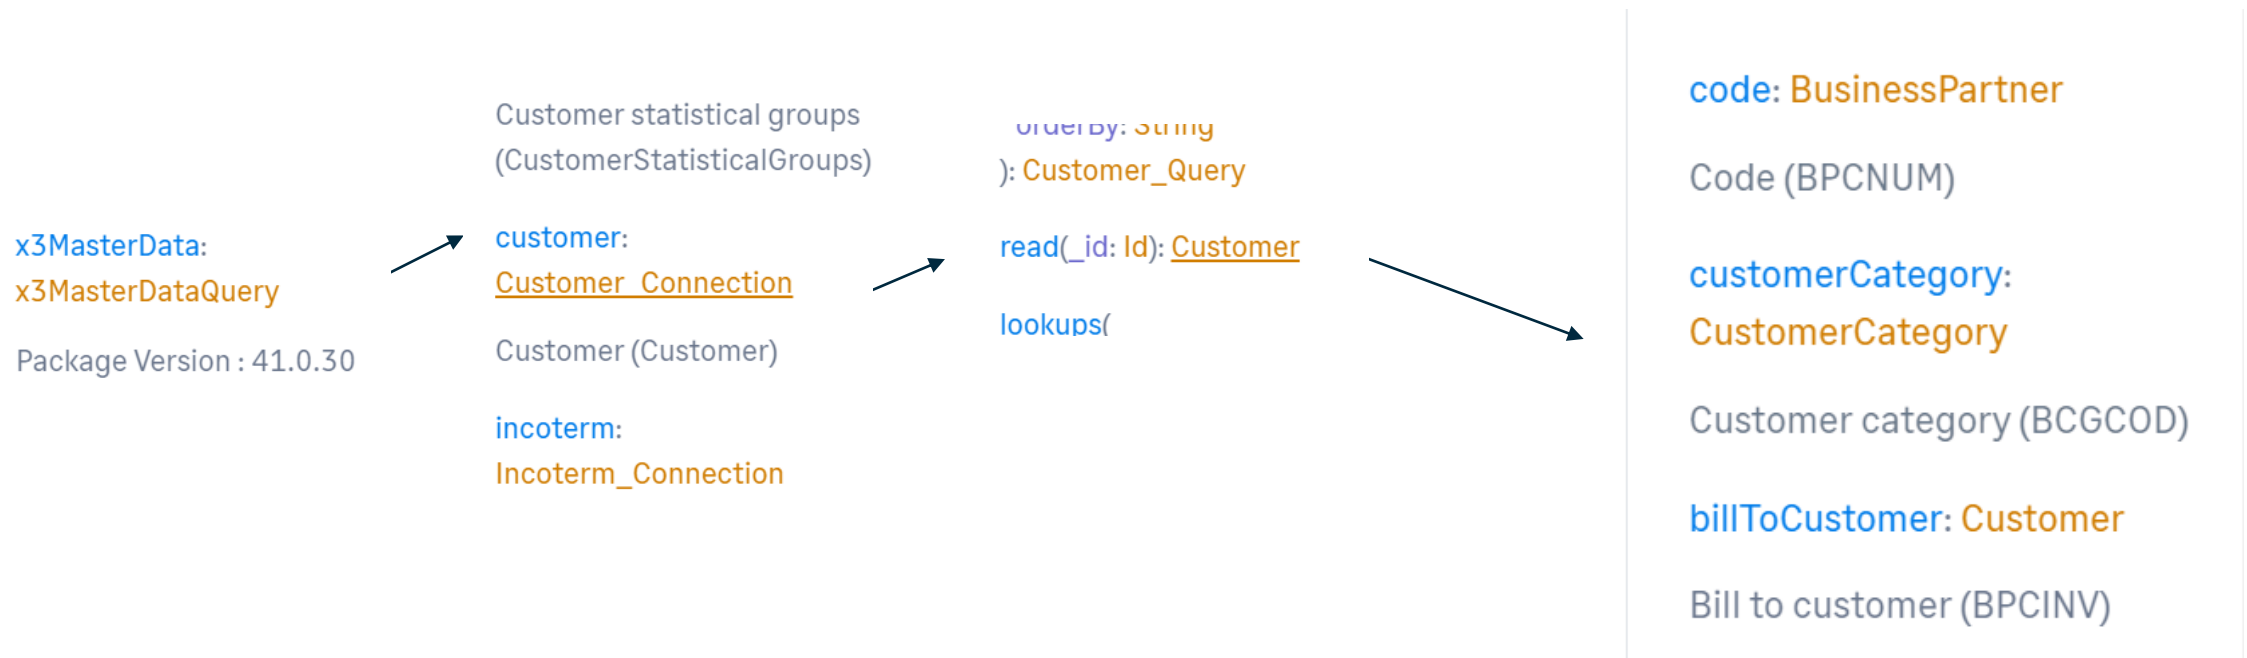 x3MasterData:
x3MasterDataQuery
Package Version : 41.0.30
Customer statistical groups
(CustomerStatisticalGroups)
customer:
Customer_Connection
Customer (Customer)
incoterm:
Incoterm_Connection
orderBy: String
): Customer_Query
read(_id: Id): Customer
lookups(
code: BusinessPartner
Code (BPCNUM)
customerCategory:
CustomerCategory
Customer category (BCGCOD)
billToCustomer: Customer
Bill to customer (BPCINV)